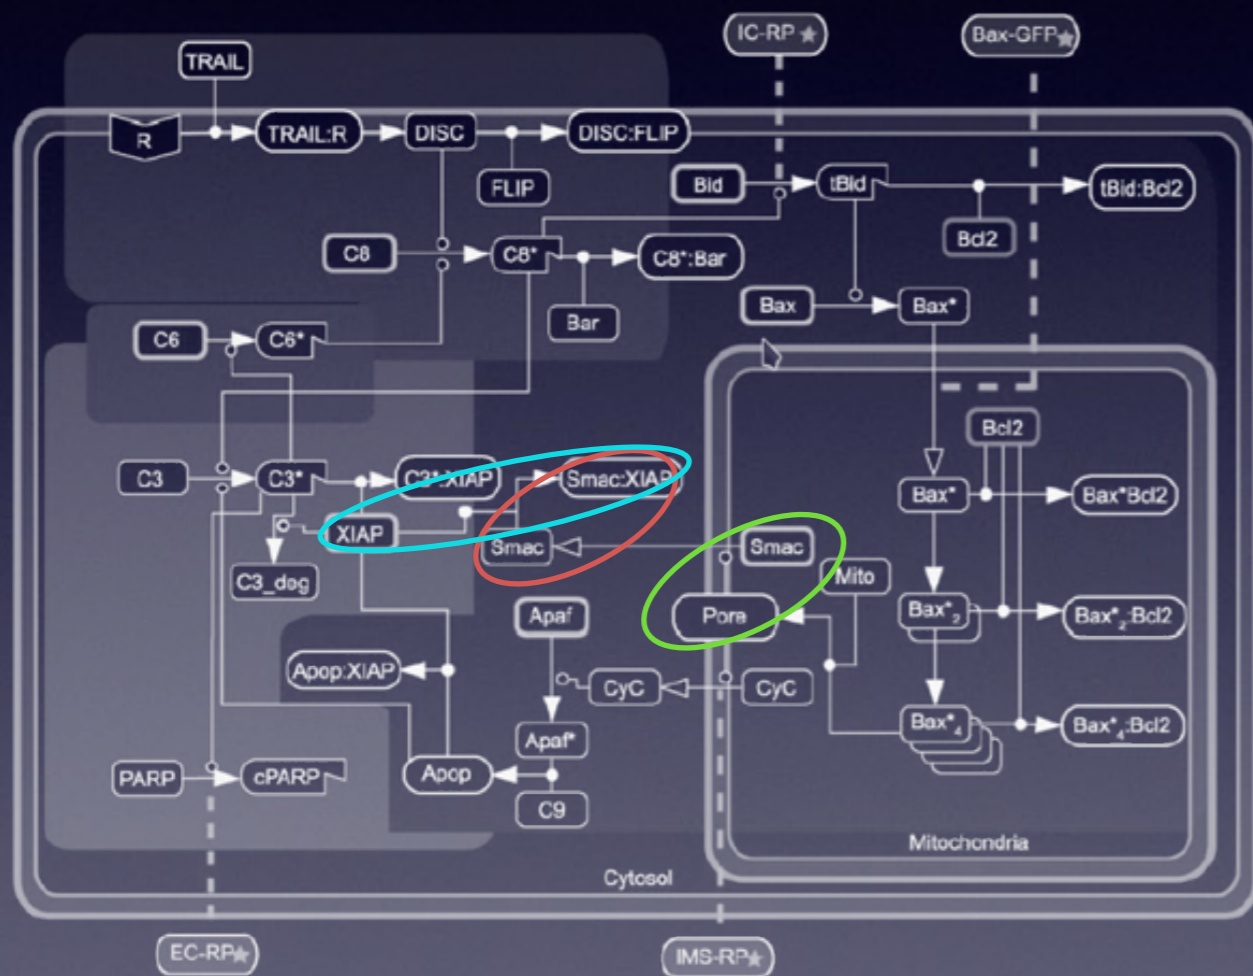 IC-RP
Bax-GFP
TRAIL
R
TRAIL:R
DISC
DISC:FLIP
FLIP
Bid
tBid
tBid:Bcl2
Bcl2
C8
C8*
C8*:Bar
Bar
Bax
Bax*
C6
C6*
Bcl2
C3
C3*
C3*:XIAP
Smac:XIAP
Bax*
Bax*Bcl2
XIAP
Smac
Smac
C3_deg
Mito
Apaf
Pore
Bax*2
Bax*2:Bcl2
Apop:XIAP
CyC
CyC
Bax*4
Bax*4:Bcl2
Apaf*
PARP
cPARP
Apop
C9
Mitochondria
Cytosol
EC-RP
IMS-RP